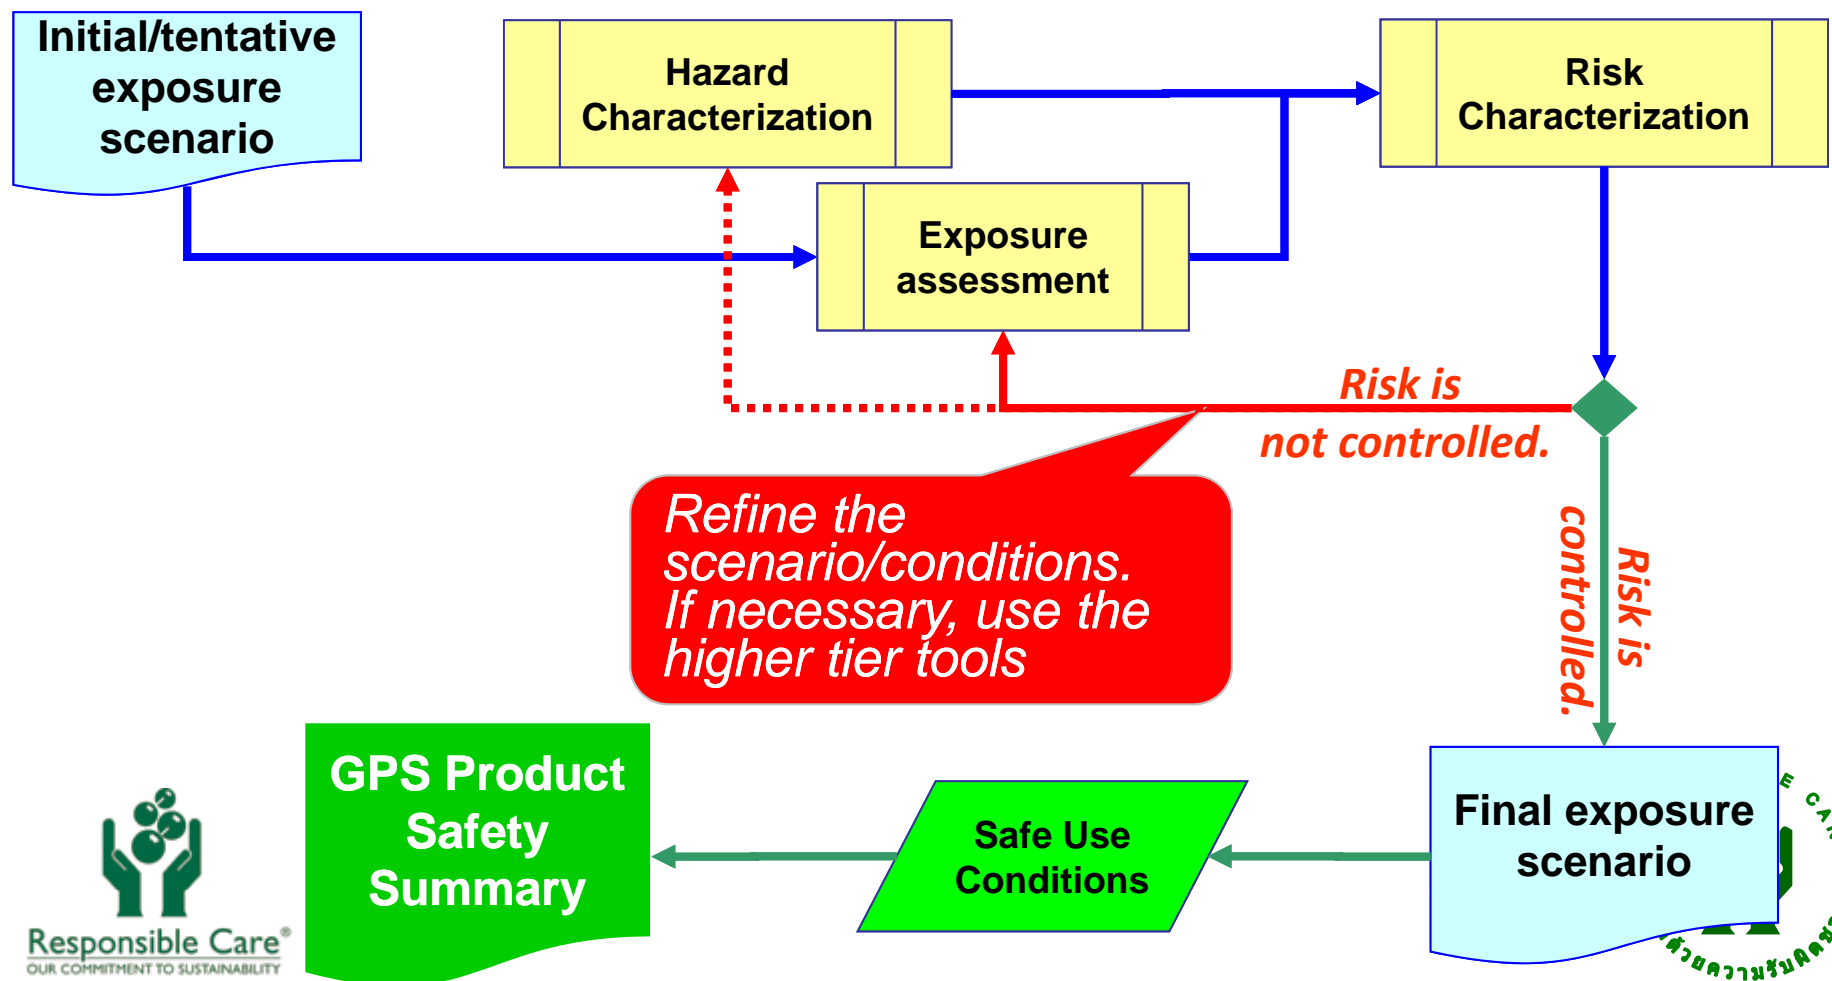 Initial/tentative
exposure
scenario
Hazard
Characterization
Risk
Characterization
Exposure
assessment
Risk is
not controlled.
Refine the
scenario/conditions.
If necessary, use the
higher tier tools
Risk is
controlled.
GPS Product
Safety
Summary
Safe Use
Conditions
Final exposure
scenario
Responsible Care®
OUR COMMITMENT TO SUSTAINABILITY